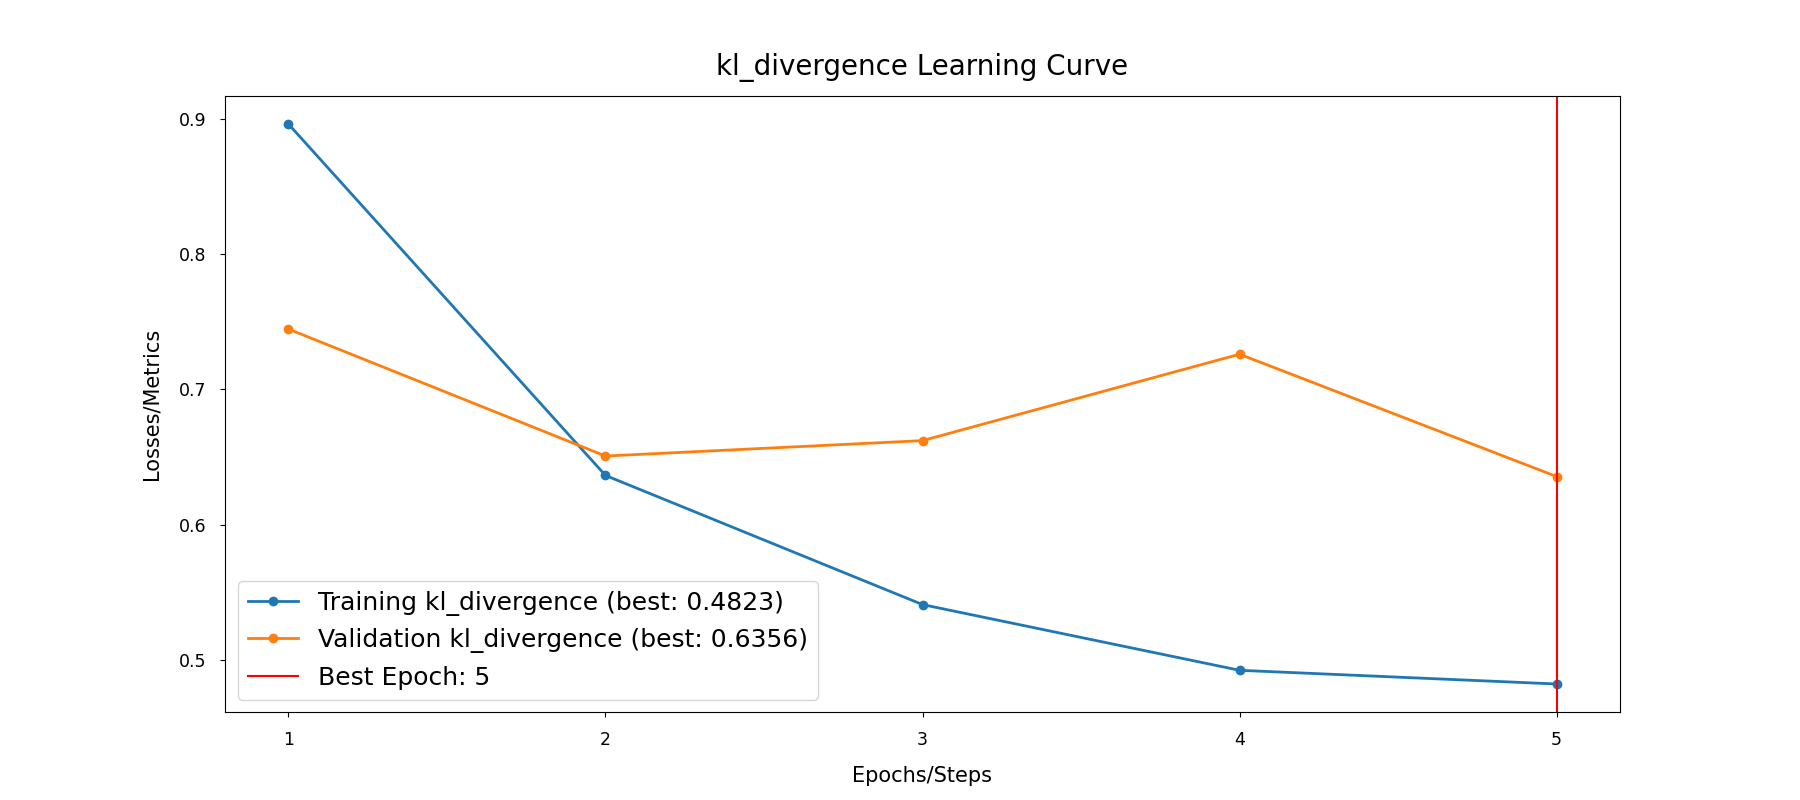 kl_divergence Learning Curve
Losses/Metrics
0.9
0.8
0.7
0.6
0.5
Training kl_divergence (best: 0.4823)
Validation kl_divergence (best: 0.6356)
Best Epoch: 5
1 2 3 4 5
Epochs/Steps